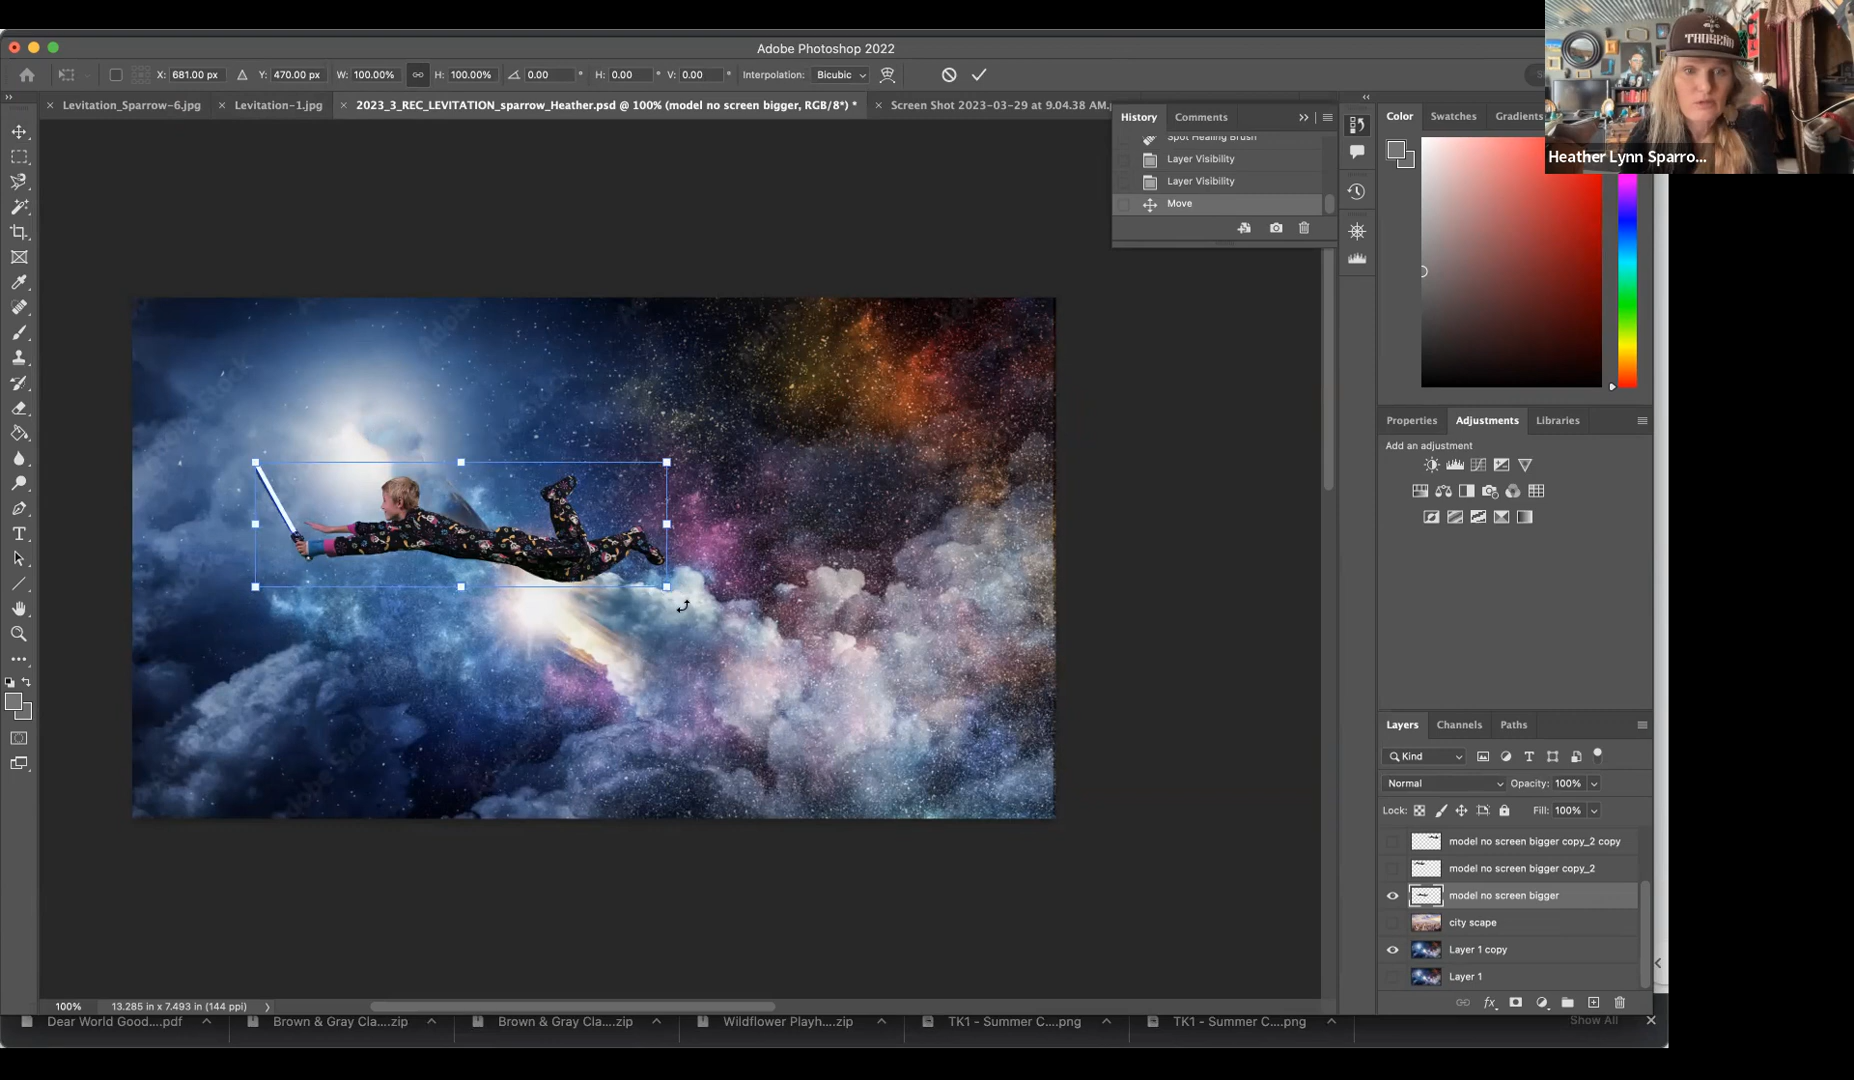 Adobe Photoshop 2022
X: 681.00 px Y: 470.00 px W: 100.00% H: 100.00% 0.00 ° H: 0.00 ° V: 0.00 ° Interpolation: Bicubic
Levitation_Sparrow-6.jpg
Levitation-1.jpg
2023_3_REC_LEVITATION_sparrow_Heather.psd @ 100% (model no screen bigger, RGB/8*) *
Screen Shot 2023-03-29 at 9.04.38 AM.p
THOSEÑO
Heather Lynn Sparro...
History
Comments
Spot Healing Brush
Layer Visibility
Layer Visibility
Move
Color
Swatches
Gradients
Properties
Adjustments
Libraries
Add an adjustment
Layers
Channels
Paths
Kind
Normal
Opacity: 100%
Lock:
Fill: 100%
model no screen bigger copy_2 copy
model no screen bigger copy_2
model no screen bigger
city scape
Layer 1 copy
Layer 1
fx
100%
13.285 in x 7.493 in (144 ppi)
Dear World Good....pdf
Brown & Gray Cla....zip
Brown & Gray Cla....zip
Wildflower Playh....zip
TK1 - Summer C....png
TK1 - Summer C....png
Show All